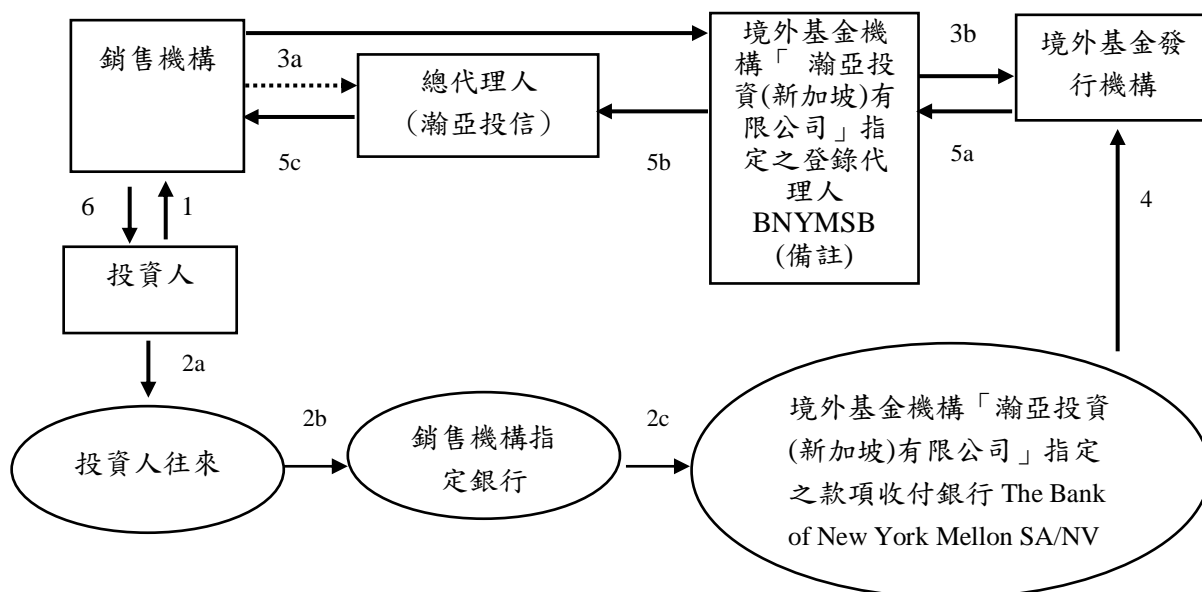 銷售機構
3a
總代理人
（瀚亞投信）
5c
5b
境外基金機
構「 瀚亞投
資(新加坡)有
限公司」指
定之登錄代
理人
BNYMSB
(備註)
3b
境外基金發
行機構
5a
4
6
1
投資人
2a
投資人往來
2b
銷售機構指
定銀行
2c
境外基金機構「瀚亞投資
(新加坡)有限公司」指定
之款項收付銀行 The Bank
of New York Mellon SA/NV